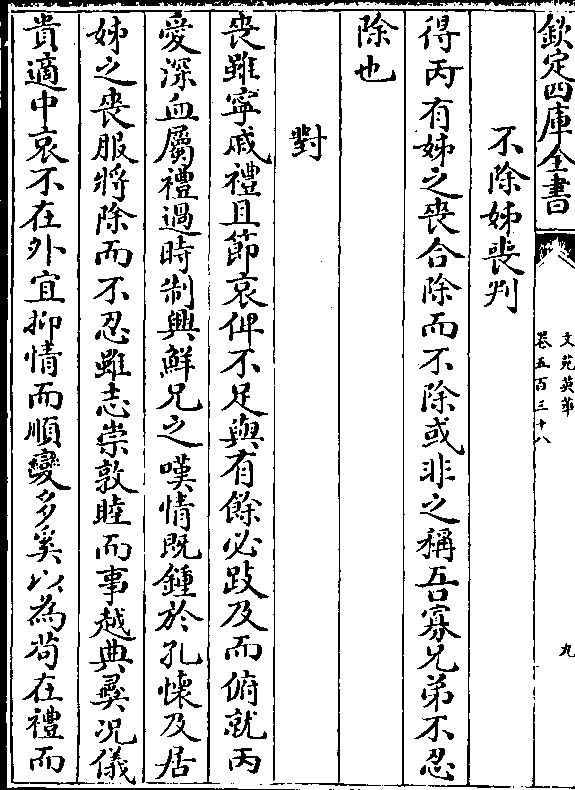 欽定四庫全書
文苑英華
卷五百三十八
九
不除姊喪判
得丙有姊之喪合除而不除或非之稱吾寡兄弟不忍
除也
對
喪雖寧戚禮且節哀俾不足與有餘必跂及而俯就丙
愛深血屬禮過時制興鮮兄之嘆情既鍾於孔懷及居
姊之喪服將除而不忍雖志崇敦睦而事越典彛况儀
貴適中哀不在外宜抑情而順變多奚以為苟在禮而